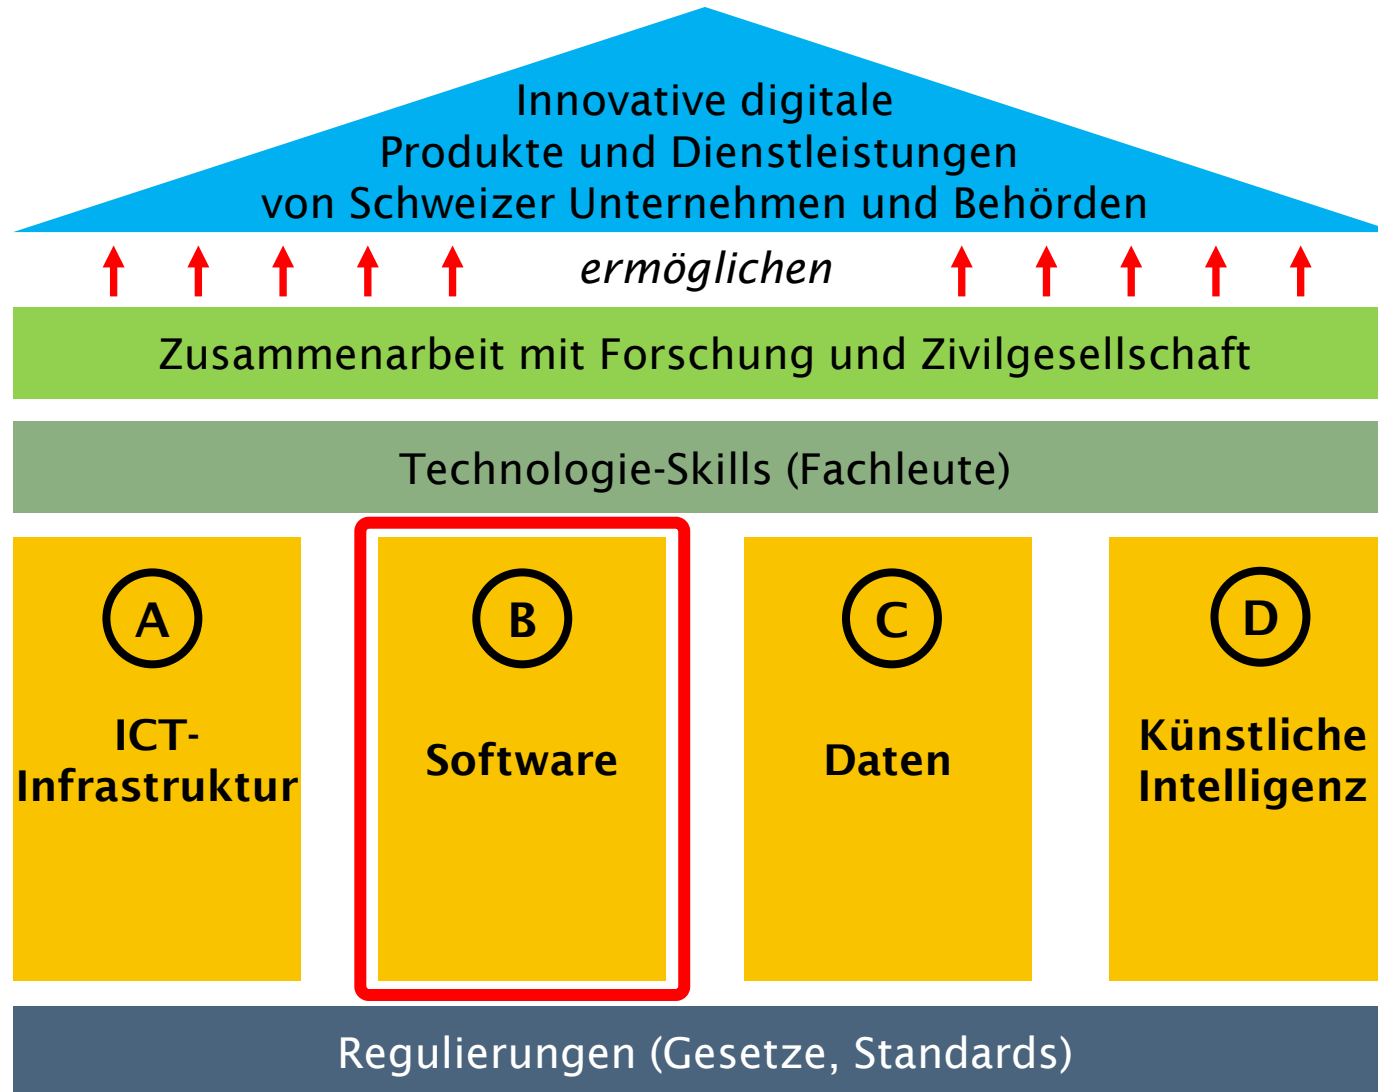 Innovative digitale
Produkte und Dienstleistungen
von Schweizer Unternehmen und Behörden
ermöglichen
Zusammenarbeit mit Forschung und Zivilgesellschaft
Technologie-Skills (Fachleute)
A
ICT-
Infrastruktur
B
Software
C
Daten
D
Künstliche
Intelligenz
Regulierungen (Gesetze, Standards)